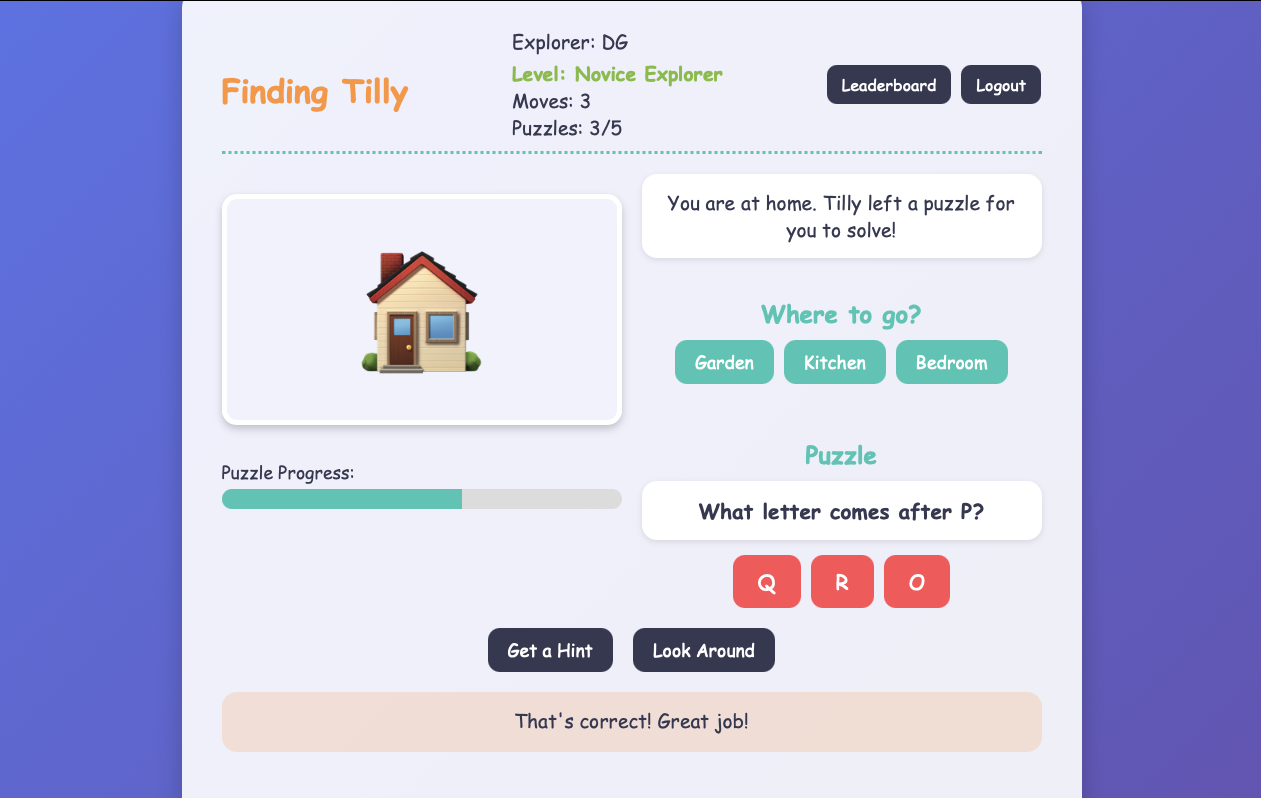 Finding Tilly
Explorer: DG
Level: Novice Explorer
Moves: 3
Puzzles: 3/5
Leaderboard
Logout
You are at home. Tilly left a puzzle for
you to solve!
Where to go?
Garden
Kitchen
Bedroom
Puzzle Progress:
Puzzle
What letter comes after P?
Q
R
O
Get a Hint
Look Around
That's correct! Great job!